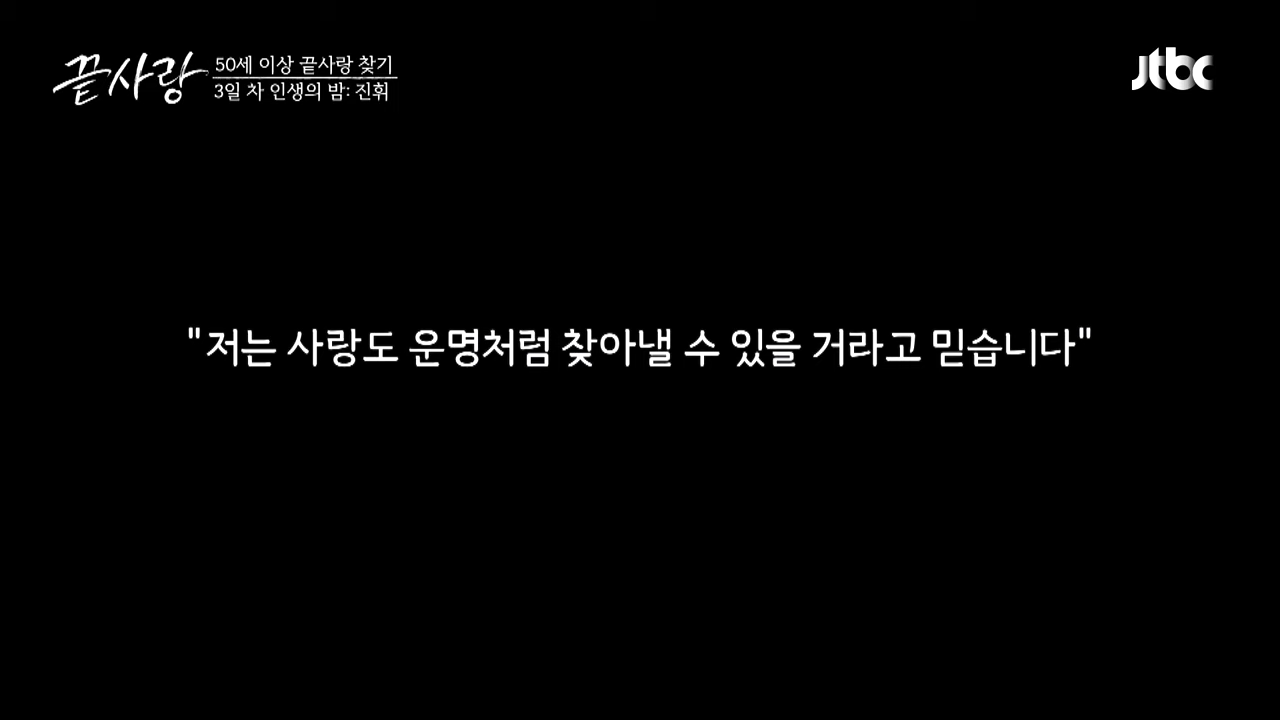 끝사랑
50세 이상 끝사랑 찾기
3일 차 인생의 밤: 진휘
jtbc
"저는 사랑도 운명처럼 찾아낼 수 있을 거라고 믿습니다"